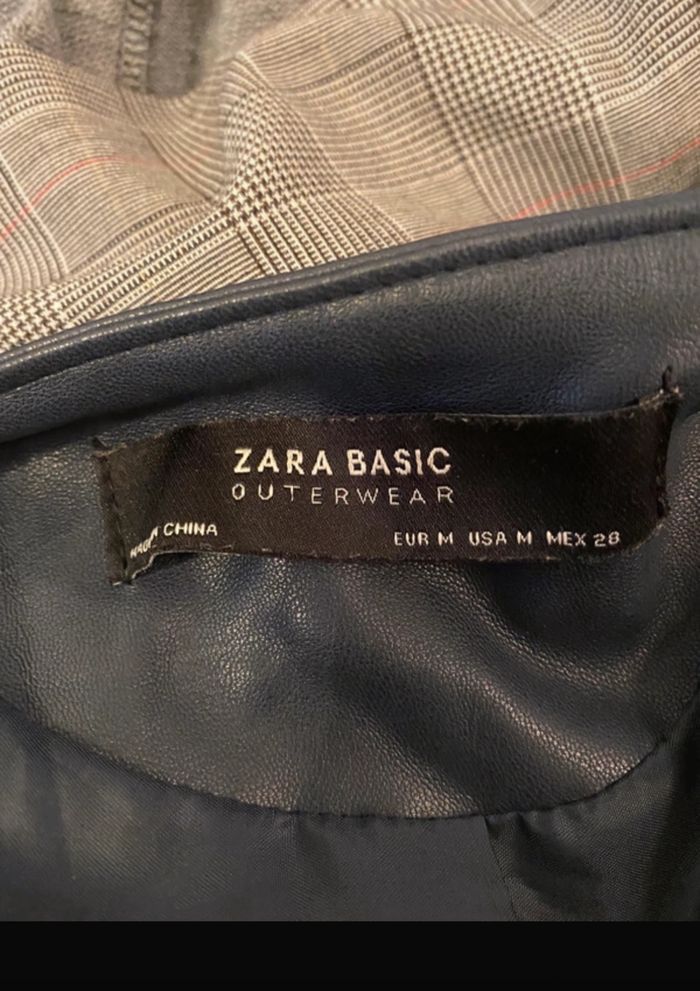 ZARA BASIC
OUTERWEAR
CHINA
EUR M USA M MEX 28